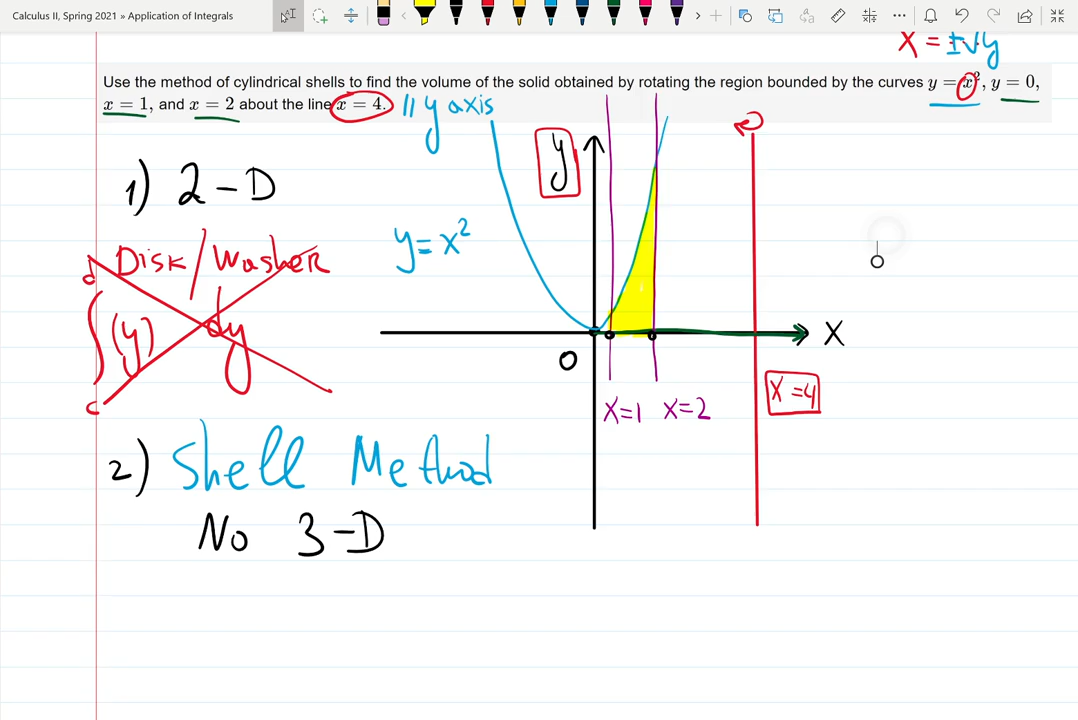 Calculus II, Spring 2021 » Application of Integrals
x = ±√y
Use the method of cylindrical shells to find the volume of the solid obtained by rotating the region bounded by the curves y = x², y = 0,
x = 1, and x = 2 about the line x = 4. // y axis
y
1) 2-D
y = x²
Disk/Washer
d
∫ (y) dy
c
X
O
x=4
x=1 x=2
2) Shell Method
No 3-D